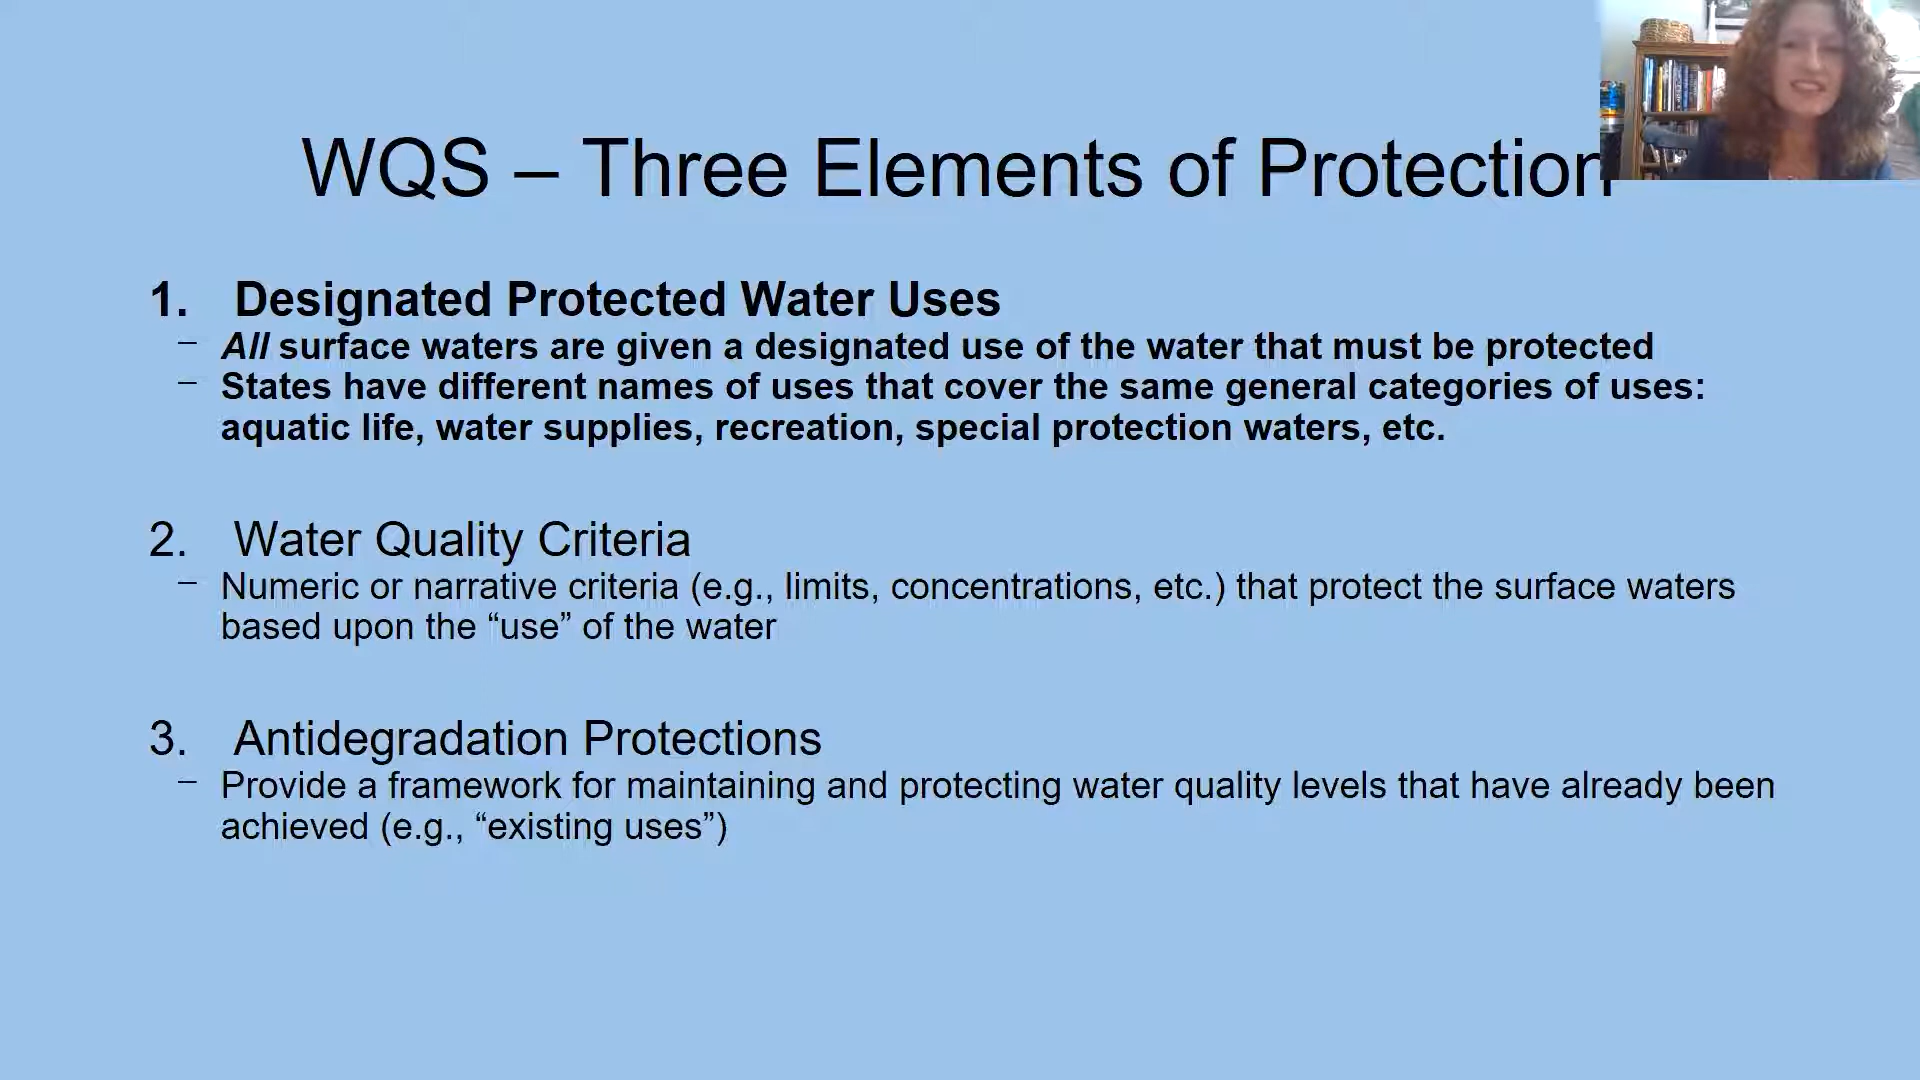 WQS – Three Elements of Protection
1. Designated Protected Water Uses
– All surface waters are given a designated use of the water that must be protected
– States have different names of uses that cover the same general categories of uses:
aquatic life, water supplies, recreation, special protection waters, etc.
2. Water Quality Criteria
– Numeric or narrative criteria (e.g., limits, concentrations, etc.) that protect the surface waters
based upon the “use” of the water
3. Antidegradation Protections
– Provide a framework for maintaining and protecting water quality levels that have already been
achieved (e.g., “existing uses”)